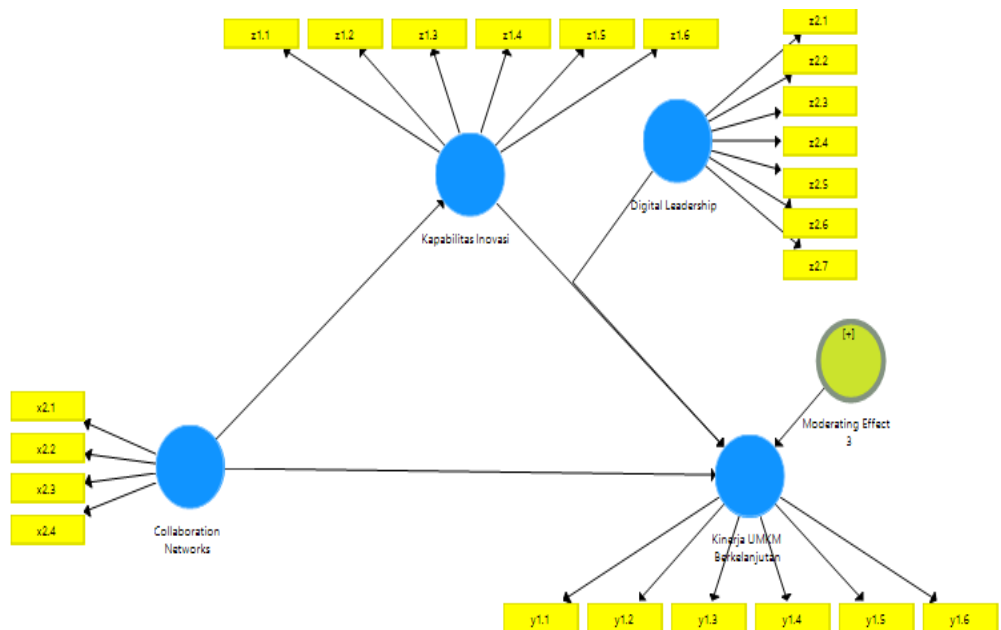 z1.1
z1.2
z1.3
z1.4
z1.5
z1.6
z2.1
z2.2
z2.3
z2.4
z2.5
z2.6
z2.7
Digital Leadership
Kapabilitas Inovasi
[+]
Moderating Effect
3
x2.1
x2.2
x2.3
x2.4
Collaboration
Networks
Kinerja UMKM
Berkelanjutan
y1.1
y1.2
y1.3
y1.4
y1.5
y1.6